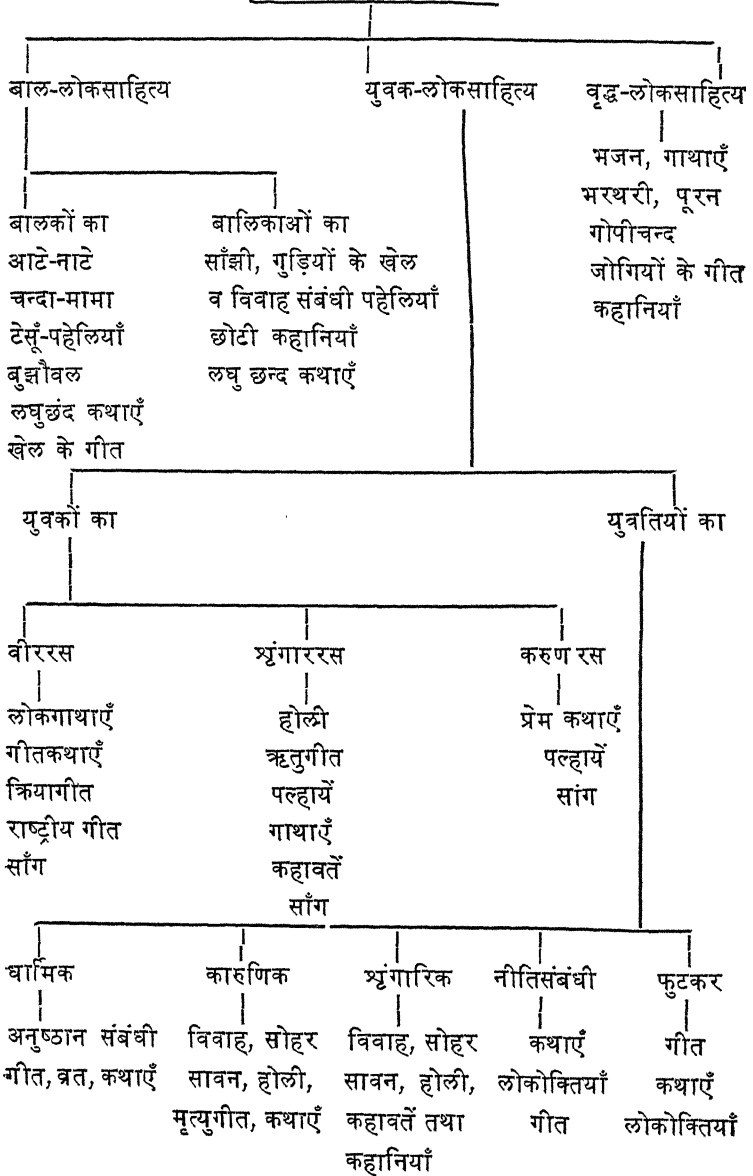 बाल-लोकसाहित्य युवक-लोकसाहित्य वृद्ध-लोकसाहित्य
भजन, गाथाएँ
भरथरी, पूरन
गोपीचन्द
जोगियों के गीत
कहानियाँ
बालकों का
आटे-नाटे
चन्दा-मामा
टेसूँ-पहेलियाँ
बुझौवल
लघुछंद कथाएँ
खेल के गीत
बालिकाओं का
साँझी, गुड़ियों के खेल
व विवाह संबंधी पहेलियाँ
छोटी कहानियाँ
लघु छन्द कथाएँ
युवकों का युवतियों का
वीररस
लोकगाथाएँ
गीतकथाएँ
क्रियागीत
राष्ट्रीय गीत
साँग
श्रृंगाररस
होली
ऋतुगीत
पल्हायें
गाथाएँ
कहावतें
साँग
करुण रस
प्रेम कथाएँ
पल्हायें
सांग
धार्मिक
अनुष्ठान संबंधी
गीत, व्रत, कथाएँ
कारुणिक
विवाह, सोहर
सावन, होली,
मृत्युगीत, कथाएँ
श्रृंगारिक
विवाह, सोहर
सावन, होली,
कहावतें तथा
कहानियाँ
नीतिसंबंधी
कथाएँ
लोकोक्तियाँ
गीत
फुटकर
गीत
कथाएँ
लोकोक्तियाँ